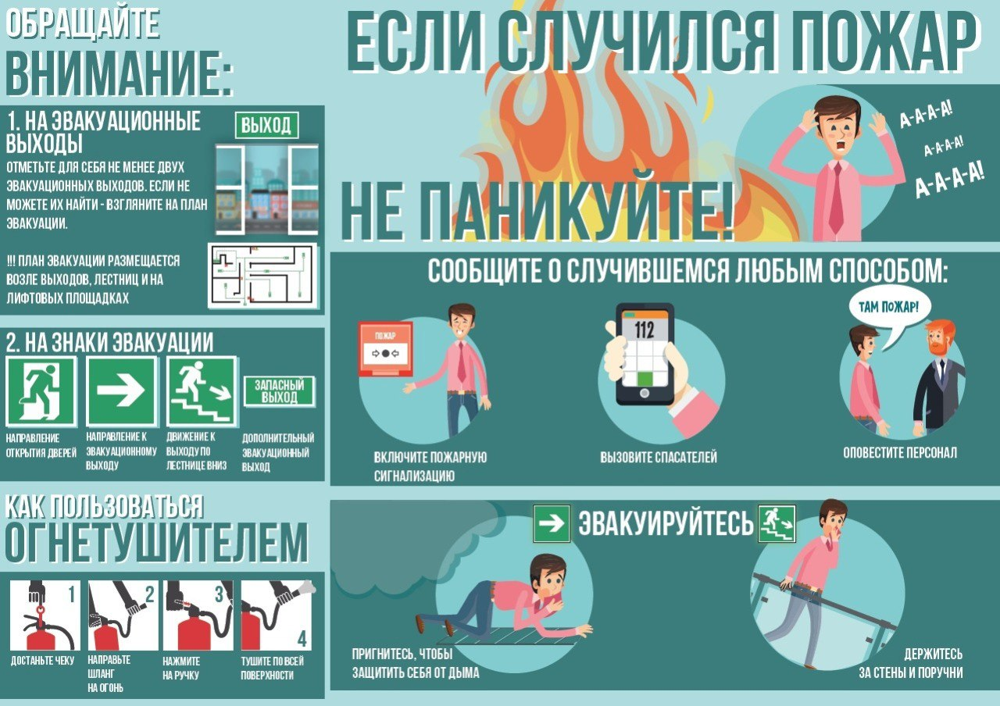 ОБРАЩАЙТЕ
ВНИМАНИЕ:
1. НА ЭВАКУАЦИОННЫЕ
ВЫХОДЫ
ВЫХОД
ОТМЕТЬТЕ ДЛЯ СЕБЯ НЕ МЕНЕЕ ДВУХ
ЭВАКУАЦИОННЫХ ВЫХОДОВ. ЕСЛИ НЕ
МОЖЕТЕ ИХ НАЙТИ - ВЗГЛЯНИТЕ НА ПЛАН
ЭВАКУАЦИИ.
!!! ПЛАН ЭВАКУАЦИИ РАЗМЕЩАЕТСЯ
ВОЗЛЕ ВЫХОДОВ, ЛЕСТНИЦ И НА
ЛИФТОВЫХ ПЛОЩАДКАХ
2. НА ЗНАКИ ЭВАКУАЦИИ
НАПРАВЛЕНИЕ
ОТКРЫТИЯ ДВЕРЕЙ
НАПРАВЛЕНИЕ К
ЭВАКУАЦИОННОМУ
ВЫХОДУ
ДВИЖЕНИЕ К
ВЫХОДУ ПО
ЛЕСТНИЦЕ ВНИЗ
ЗАПАСНЫЙ
ВЫХОД
ДОПОЛНИТЕЛЬНЫЙ
ЭВАКУАЦИОННЫЙ
ВЫХОД
КАК ПОЛЬЗОВАТЬСЯ
ОГНЕТУШИТЕЛЕМ
1
ДОСТАНЬТЕ ЧЕКУ
2
НАПРАВЬТЕ
ШЛАНГ
НА ОГОНЬ
3
НАЖМИТЕ
НА РУЧКУ
4
ТУШИТЕ ПО ВСЕЙ
ПОВЕРХНОСТИ
ЕСЛИ СЛУЧИЛСЯ ПОЖАР
НЕ ПАНИКУЙТЕ!
А-А-А-А!
А-А-А-А!
А-А-А-А!
СООБЩИТЕ О СЛУЧИВШЕМСЯ ЛЮБЫМ СПОСОБОМ:
ПОЖАР
ВКЛЮЧИТЕ ПОЖАРНУЮ
СИГНАЛИЗАЦИЮ
112
ВЫЗОВИТЕ СПАСАТЕЛЕЙ
ТАМ ПОЖАР!
ОПОВЕСТИТЕ ПЕРСОНАЛ
ЭВАКУИРУЙТЕСЬ
ПРИГНИТЕСЬ, ЧТОБЫ
ЗАЩИТИТЬ СЕБЯ ОТ ДЫМА
ДЕРЖИТЕСЬ
ЗА СТЕНЫ И ПОРУЧНИ